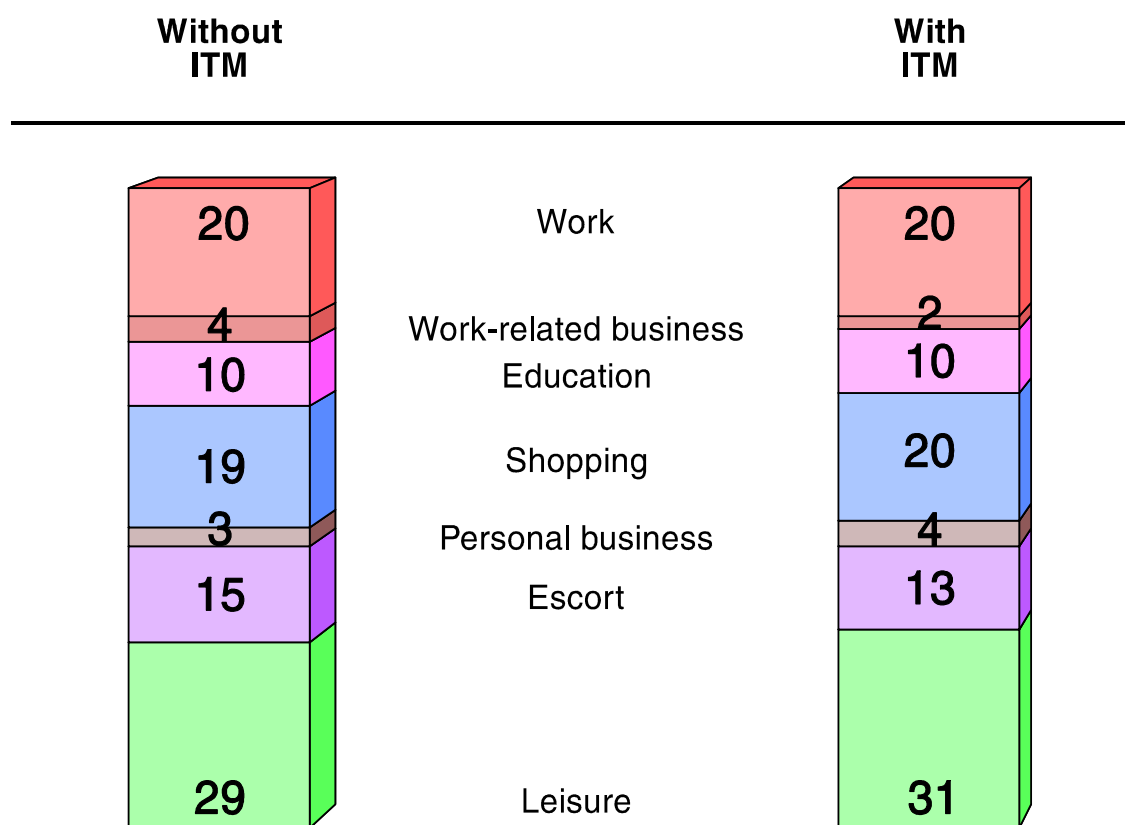 Without
ITM
With
ITM
20
Work
20
4
Work-related business
2
10
Education
10
19
Shopping
20
3
Personal business
4
15
Escort
13
29
Leisure
31